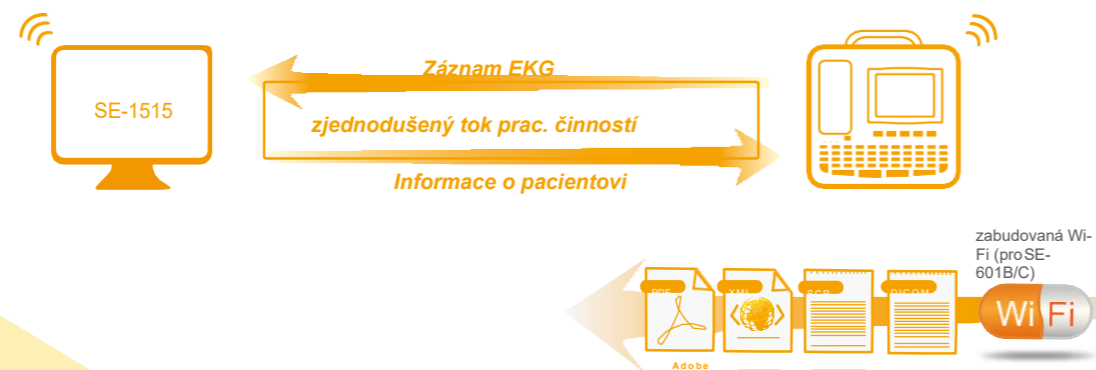 Záznam EKG
SE-1515
zjednodušený tok prac. činností
Informace o pacientovi
zabudovaná Wi-
Fi (pro SE-
601B/C)
PDF
XML
SCP
DICOM
Wi Fi
Adobe